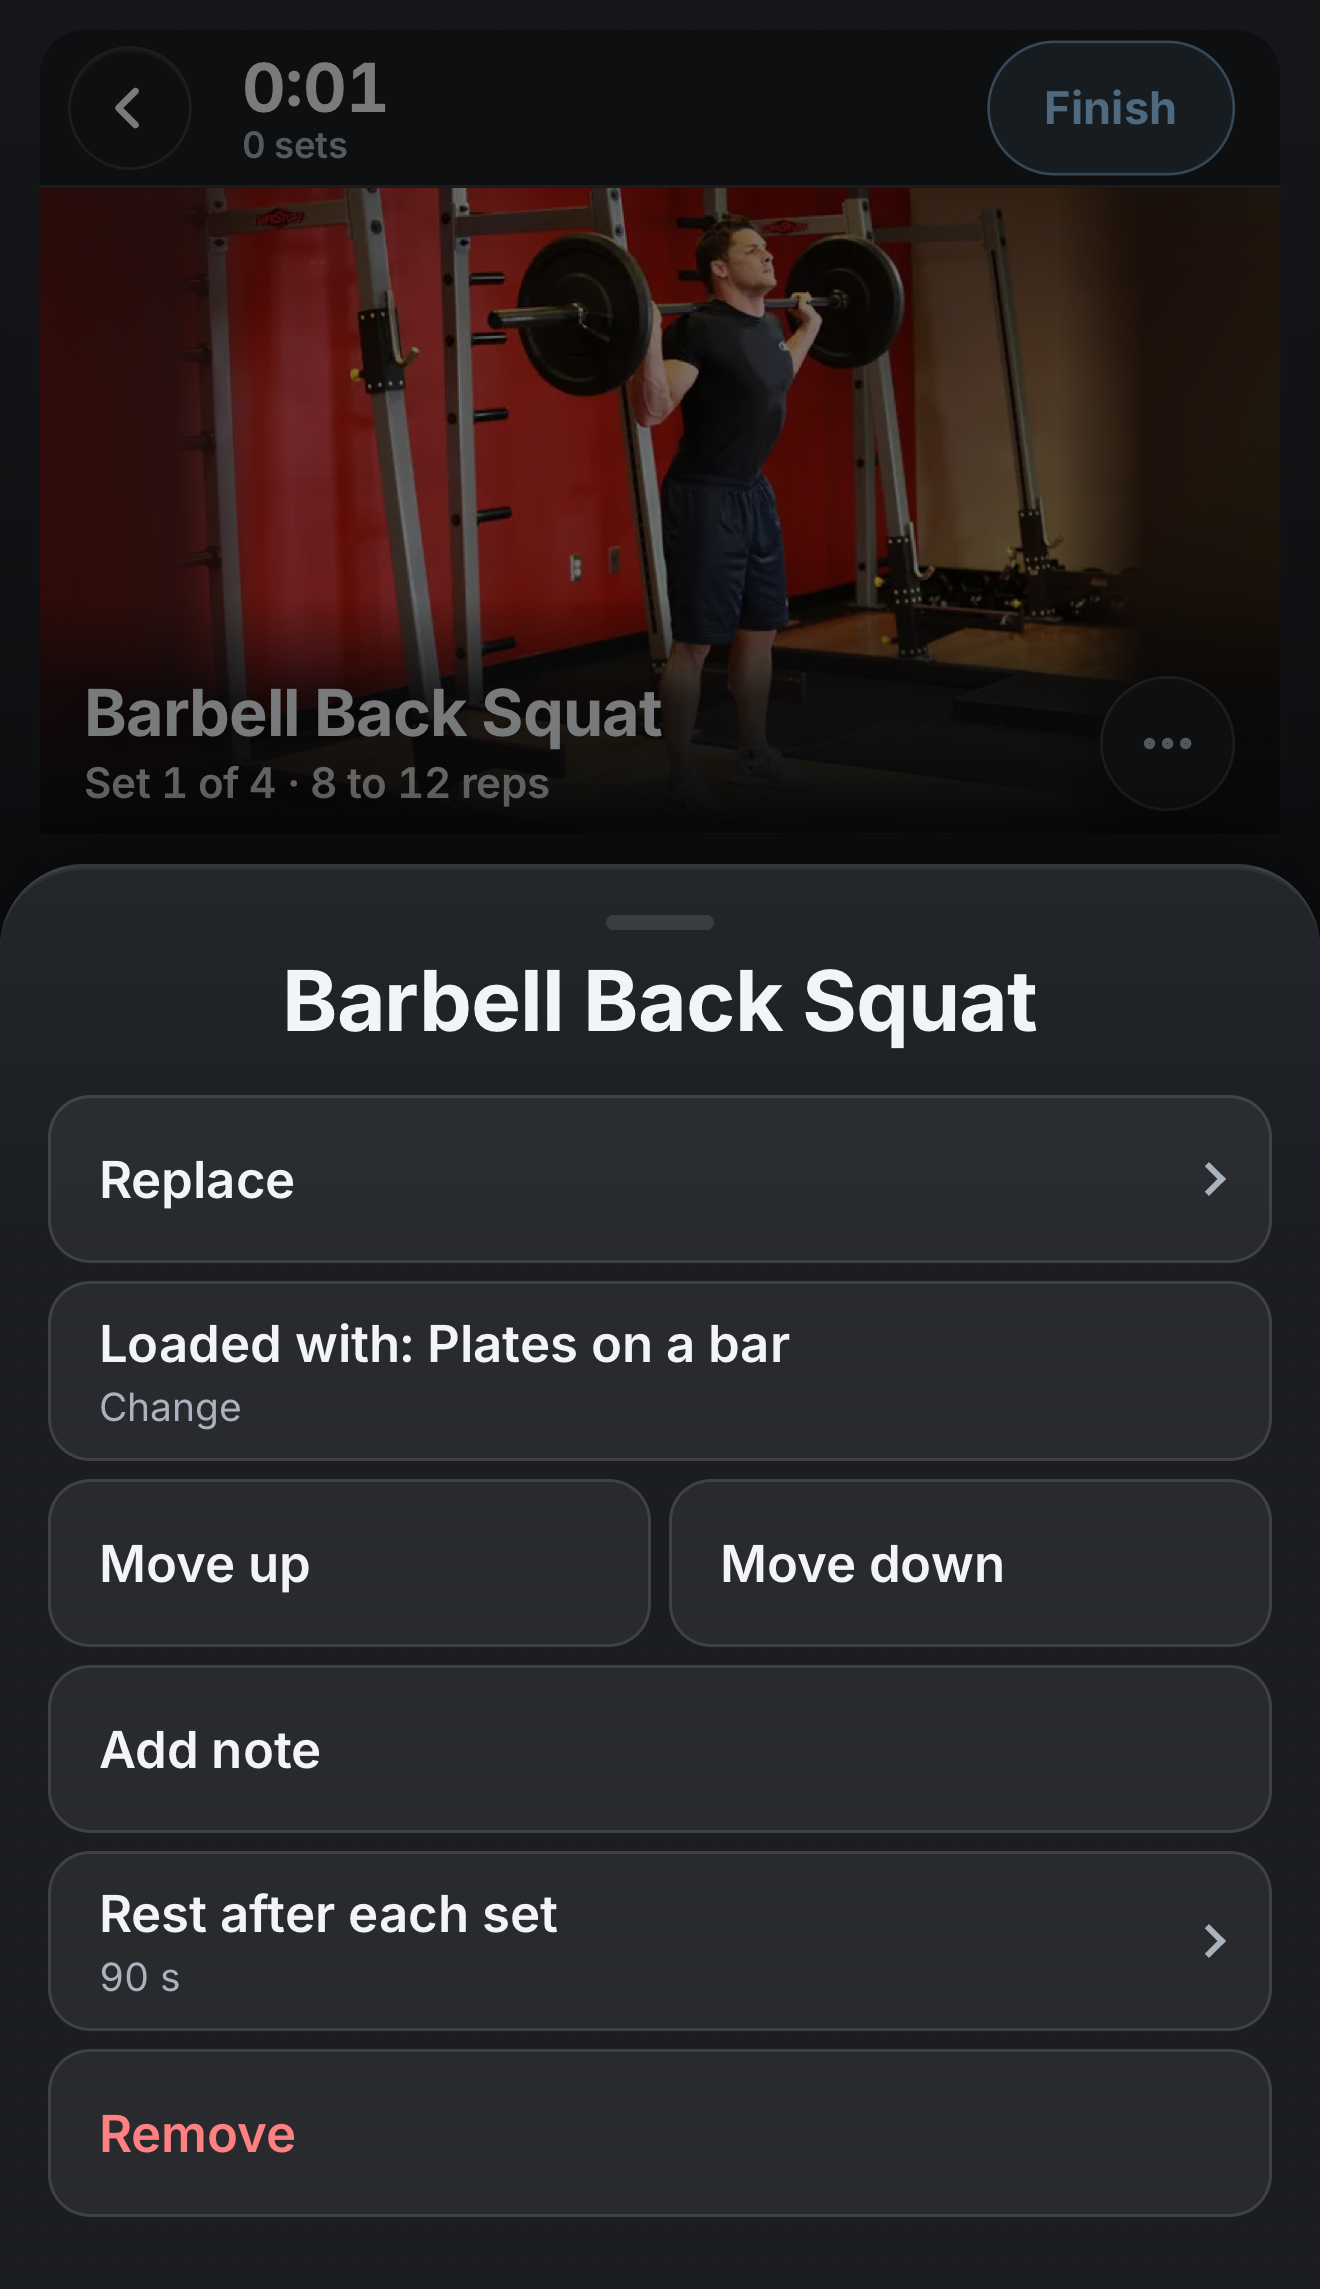 0:01
0 sets
Finish
Barbell Back Squat
Set 1 of 4 · 8 to 12 reps
Barbell Back Squat
Replace
Loaded with: Plates on a bar
Change
Move up
Move down
Add note
Rest after each set
90 s
Remove